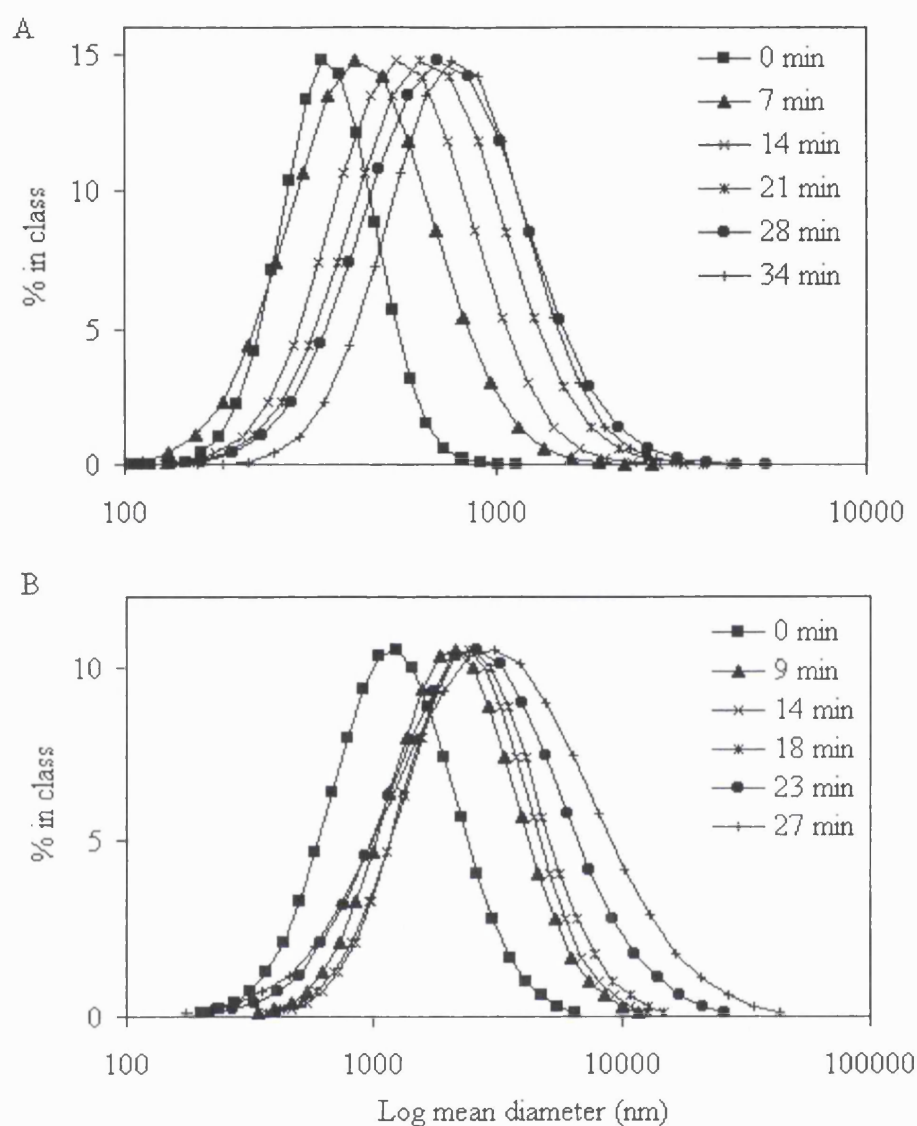 A
% in class
15
10
5
0
100
1000
10000
0 min
7 min
14 min
21 min
28 min
34 min
B
% in class
10
5
0
100
1000
10000
100000
0 min
9 min
14 min
18 min
23 min
27 min
Log mean diameter (nm)